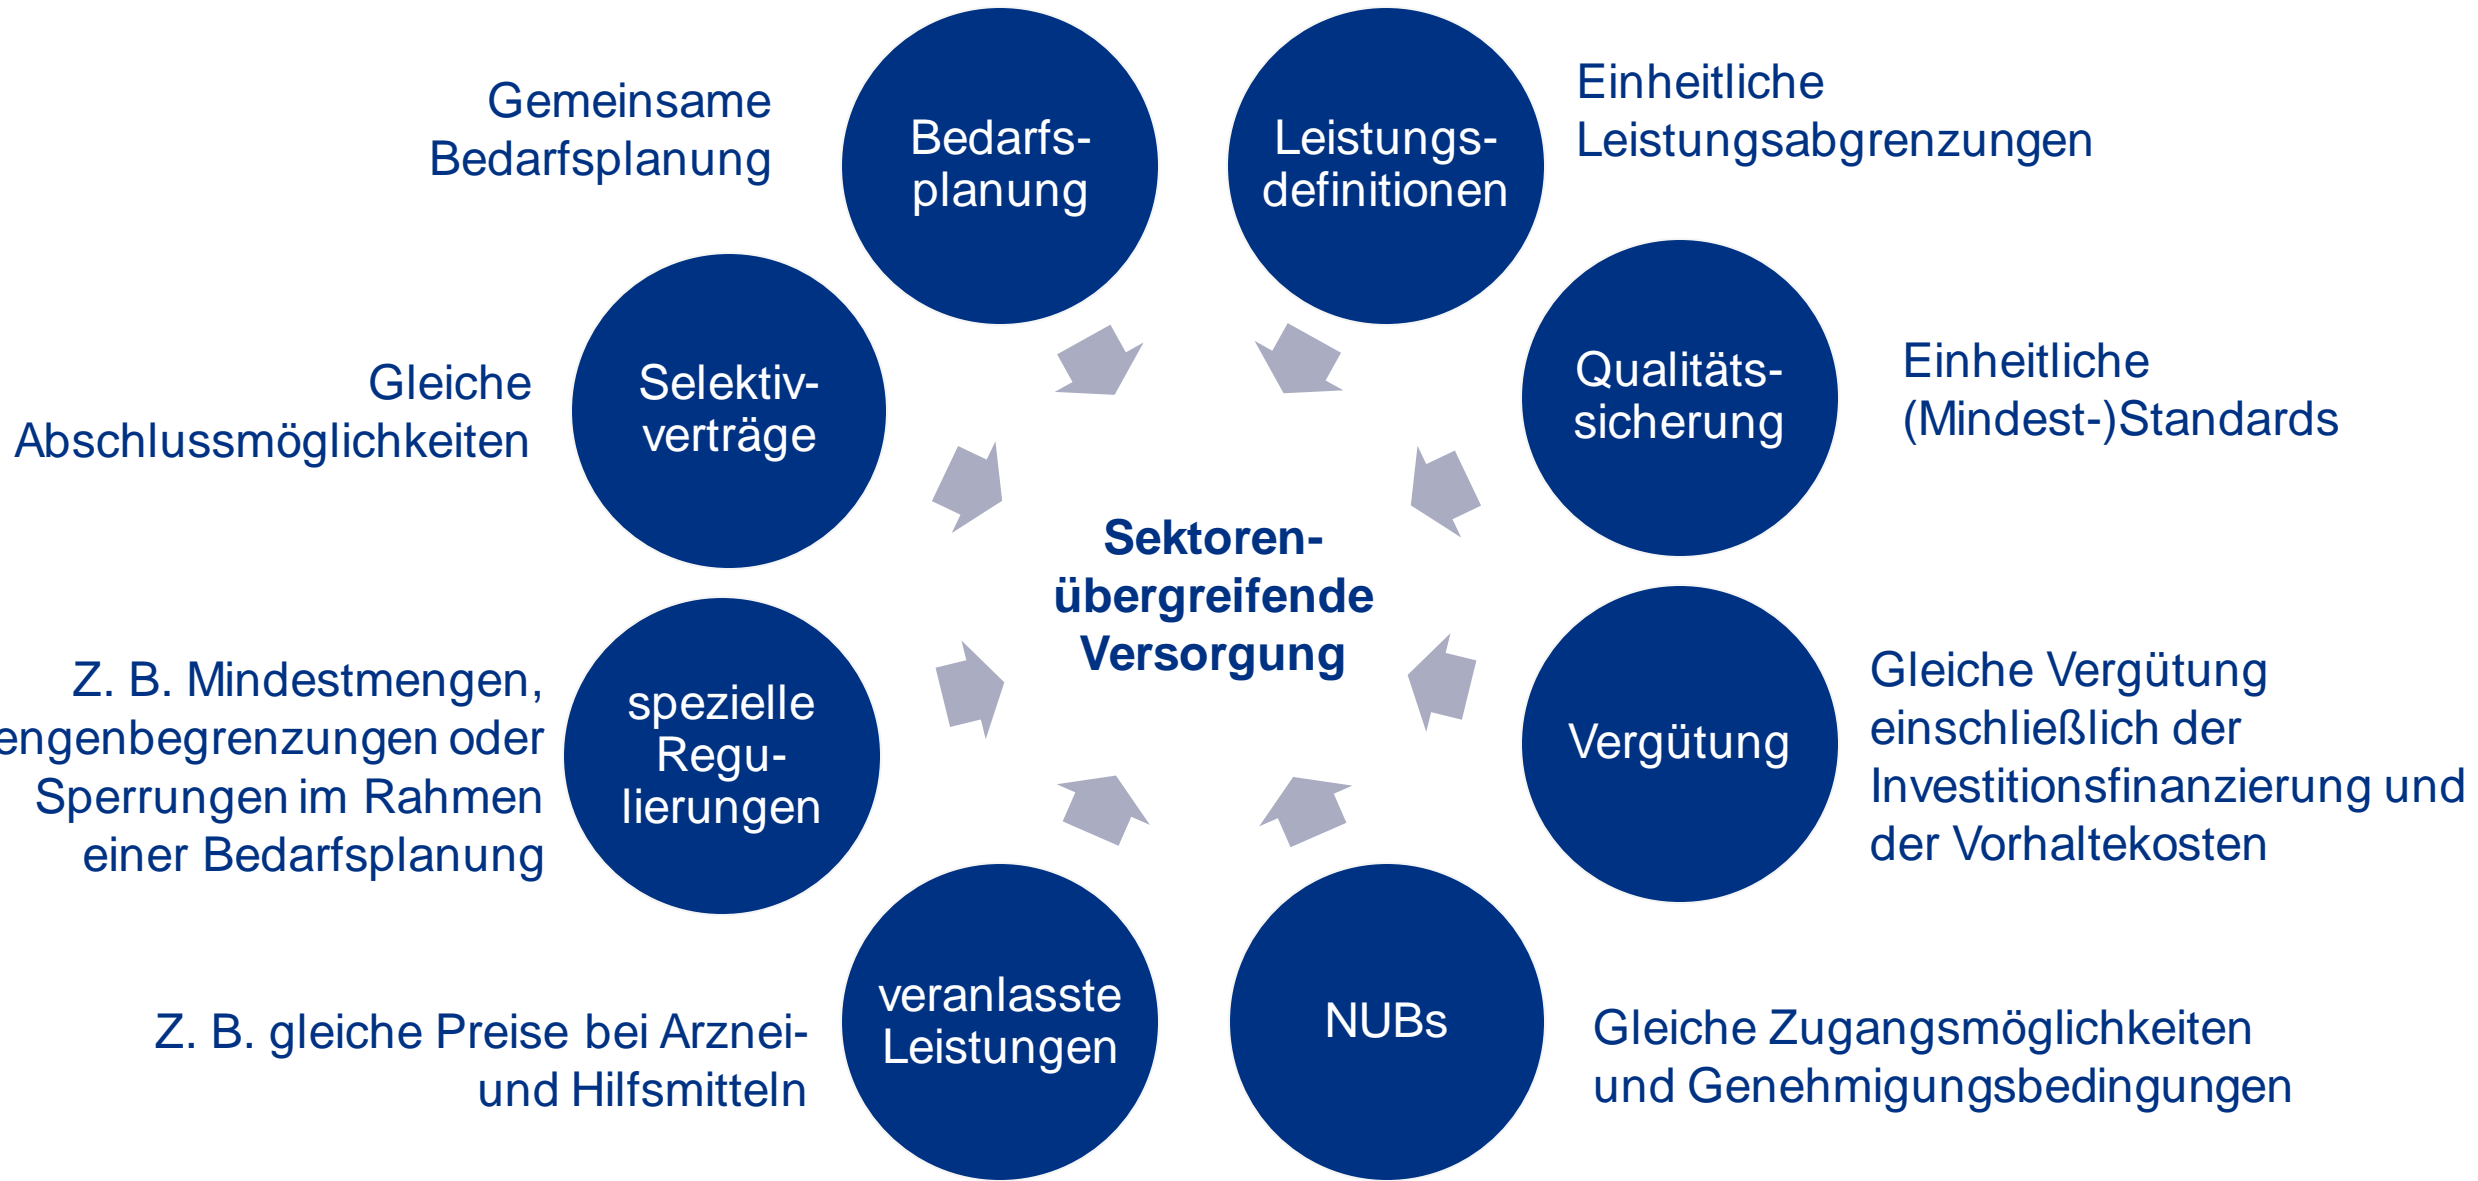 Gemeinsame
Bedarfsplanung
Bedarfs-
planung
Leistungs-
definitionen
Einheitliche
Leistungsabgrenzungen
Gleiche
Abschlussmöglichkeiten
Selektiv-
verträge
Qualitäts-
sicherung
Einheitliche
(Mindest-)Standards
Sektoren-
übergreifende
Versorgung
Z. B. Mindestmengen,
engenbegrenzungen oder
Sperrungen im Rahmen
einer Bedarfsplanung
spezielle
Regu-
lierungen
Vergütung
Gleiche Vergütung
einschließlich der
Investitionsfinanzierung und
der Vorhaltekosten
Z. B. gleiche Preise bei Arznei-
und Hilfsmitteln
veranlasste
Leistungen
NUBs
Gleiche Zugangsmöglichkeiten
und Genehmigungsbedingungen